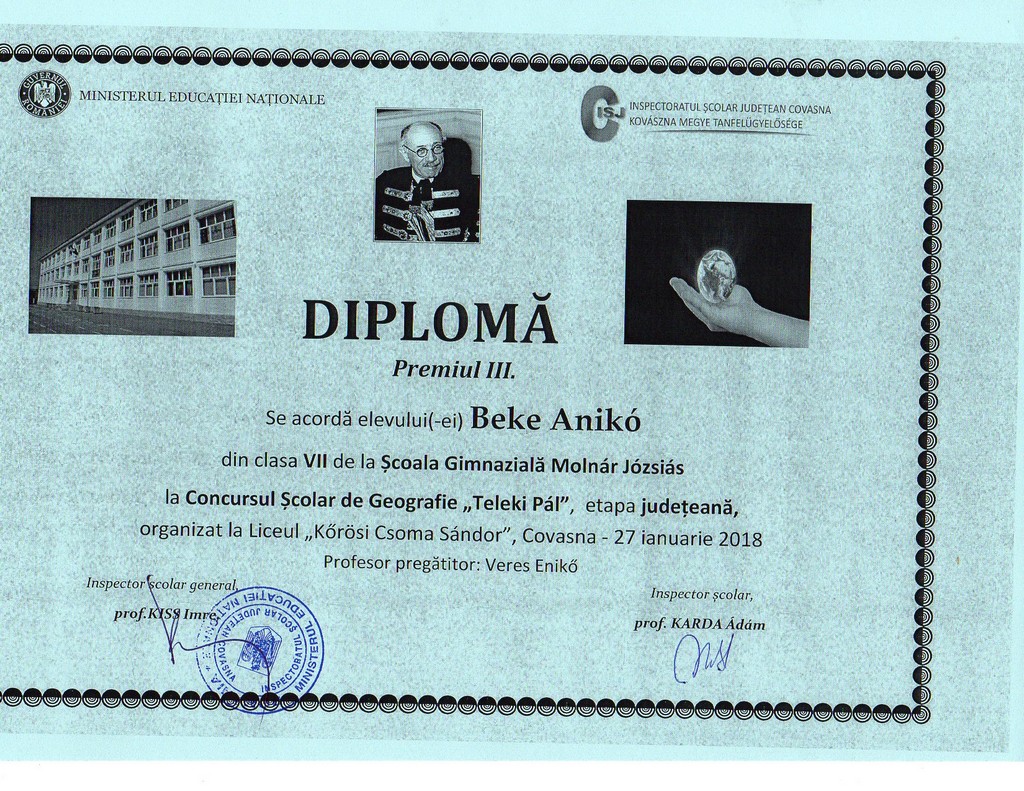 GUVERNUL ROMÂNIEI
MINISTERUL EDUCAȚIEI NAȚIONALE
CISJ
INSPECTORATUL ȘCOLAR JUDEȚEAN COVASNA
KOVÁSZNA MEGYE TANFELÜGYELŐSÉGE
DIPLOMĂ
Premiul III.
Se acordă elevului(-ei) Beke Anikó
din clasa VII de la Școala Gimnazială Molnár Józsiás
la Concursul Școlar de Geografie „Teleki Pál”, etapa județeană,
organizat la Liceul „Kőrösi Csoma Sándor”, Covasna - 27 ianuarie 2018
Profesor pregătitor: Veres Enikő
Inspector școlar general,
prof.KISS Imre
Inspector școlar,
prof. KARDA Ádám
MINISTERUL EDUCAȚIEI
INSPECTORATUL ȘCOLAR JUDEȚEAN COVASNA